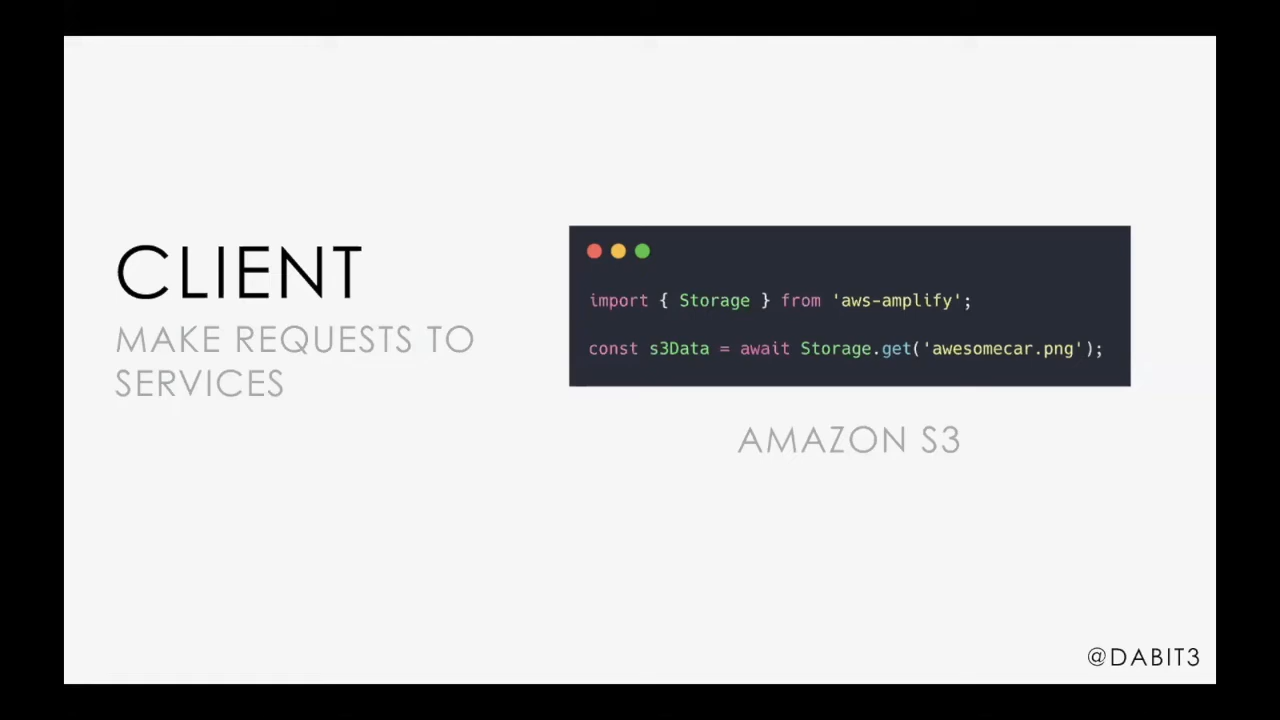 CLIENT
MAKE REQUESTS TO
SERVICES
import { Storage } from 'aws-amplify';
const s3Data = await Storage.get('awesomecar.png');
AMAZON S3
@DABIT3